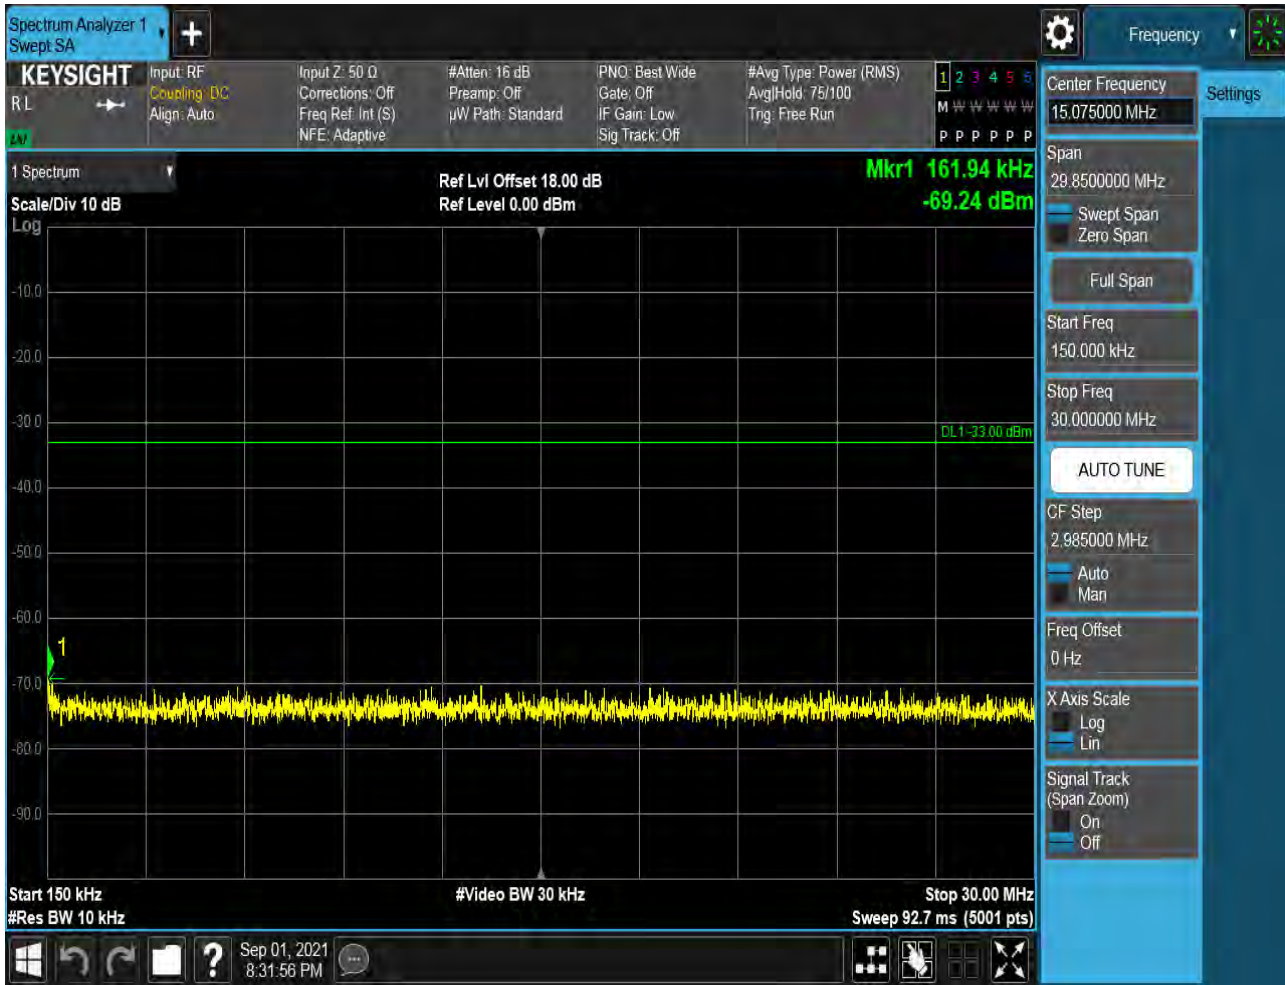 Spectrum Analyzer 1
Swept SA
Frequency
KEYSIGHT
R L
LNI
Input: RF
Coupling: DC
Align: Auto
Input Z: 50 Ω
Corrections: Off
Freq Ref: Int (S)
NFE: Adaptive
#Atten: 16 dB
Preamp: Off
µW Path: Standard
PNO: Best Wide
Gate: Off
IF Gain: Low
Sig Track: Off
#Avg Type: Power (RMS)
Avg|Hold: 75/100
Trig: Free Run
1 2 3 4 5 6
M W W W W W
P P P P P P
1 Spectrum
Scale/Div 10 dB
Log
Ref Lvl Offset 18.00 dB
Ref Level 0.00 dBm
Mkr1 161.94 kHz
-69.24 dBm
-10.0
-20.0
-30.0
DL1 -33.00 dBm
-40.0
-50.0
-60.0
1
-70.0
-80.0
-90.0
Start 150 kHz
#Res BW 10 kHz
#Video BW 30 kHz
Stop 30.00 MHz
Sweep 92.7 ms (5001 pts)
?
Sep 01, 2021
8:31:56 PM
Center Frequency
15.075000 MHz
Settings
Span
29.8500000 MHz
Swept Span
Zero Span
Full Span
Start Freq
150.000 kHz
Stop Freq
30.000000 MHz
AUTO TUNE
CF Step
2.985000 MHz
Auto
Man
Freq Offset
0 Hz
X Axis Scale
Log
Lin
Signal Track
(Span Zoom)
On
Off